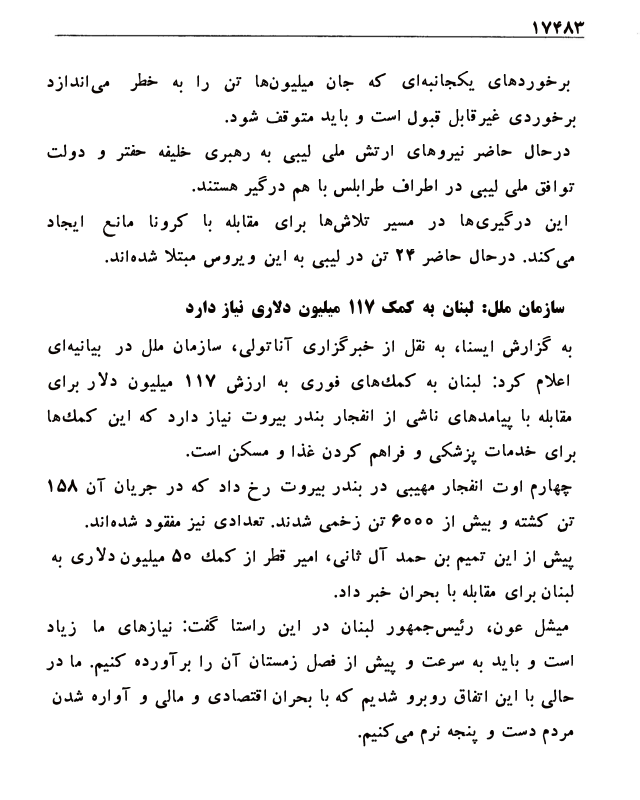 ۱۷۴۸۳
برخوردهای یکجانبه‌ای که جان میلیون‌ها تن را به خطر می‌اندازد
برخوردی غیرقابل قبول است و باید متوقف شود.
درحال حاضر نیروهای ارتش ملی لیبی به رهبری خلیفه حفتر و دولت
توافق ملی لیبی در اطراف طرابلس با هم درگیر هستند.
این درگیری‌ها در مسیر تلاش‌ها برای مقابله با کرونا مانع ایجاد
می‌کند. درحال حاضر ۲۴ تن در لیبی به این ویروس مبتلا شده‌اند.
سازمان ملل: لبنان به کمک ۱۱۷ میلیون دلاری نیاز دارد
به گزارش ایسنا، به نقل از خبرگزاری آناتولی، سازمان ملل در بیانیه‌ای
اعلام کرد: لبنان به کمك‌های فوری به ارزش ۱۱۷ میلیون دلار برای
مقابله با پیامدهای ناشی از انفجار بندر بیروت نیاز دارد که این کمك‌ها
برای خدمات پزشکی و فراهم کردن غذا و مسکن است.
چهارم اوت انفجار مهیبی در بندر بیروت رخ داد که در جریان آن ۱۵۸
تن کشته و بیش از ۶۰۰۰ تن زخمی شدند. تعدادی نیز مفقود شده‌اند.
پیش از این تمیم بن حمد آل ثانی، امیر قطر از کمك ۵۰ میلیون دلاری به
لبنان برای مقابله با بحران خبر داد.
میشل عون، رئیس‌جمهور لبنان در این راستا گفت: نیازهای ما زیاد
است و باید به سرعت و پیش از فصل زمستان آن را برآورده کنیم. ما در
حالی با این اتفاق روبرو شدیم که با بحران اقتصادی و مالی و آواره شدن
مردم دست و پنجه نرم می‌کنیم.